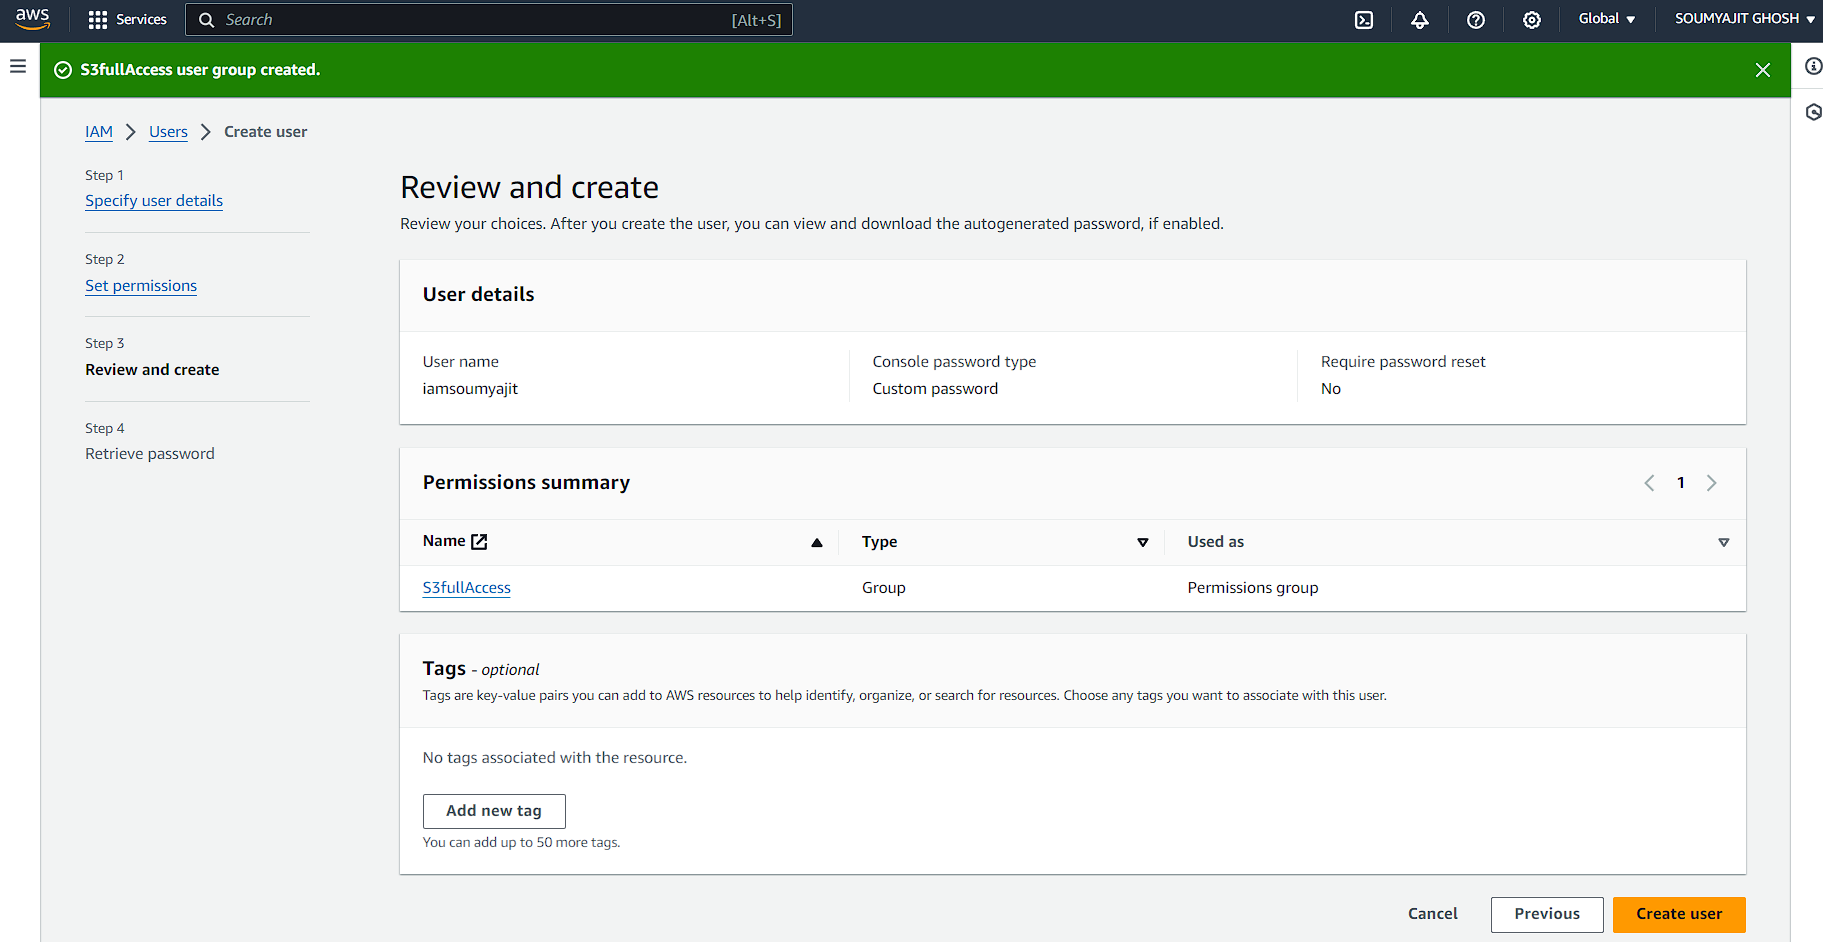 aws Services Search [Alt+S] Global SOUMYAJIT GHOSH
S3fullAccess user group created.
IAM Users Create user
Step 1
Specify user details
Step 2
Set permissions
Step 3
Review and create
Step 4
Retrieve password
Review and create
Review your choices. After you create the user, you can view and download the autogenerated password, if enabled.
User details
User name Console password type Require password reset
iamsoumyajit Custom password No
Permissions summary 1
Name Type Used as
S3fullAccess Group Permissions group
Tags - optional
Tags are key-value pairs you can add to AWS resources to help identify, organize, or search for resources. Choose any tags you want to associate with this user.
No tags associated with the resource.
Add new tag
You can add up to 50 more tags.
Cancel Previous Create user